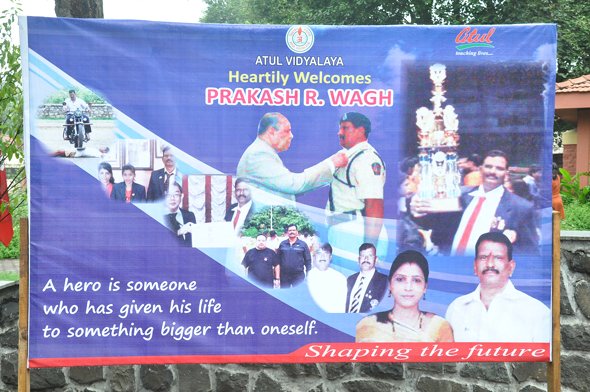 Atul
touching lives...
ATUL VIDYALAYA
Heartily Welcomes
PRAKASH R. WAGH
A hero is someone
who has given his life
to something bigger than oneself.
Shaping the future